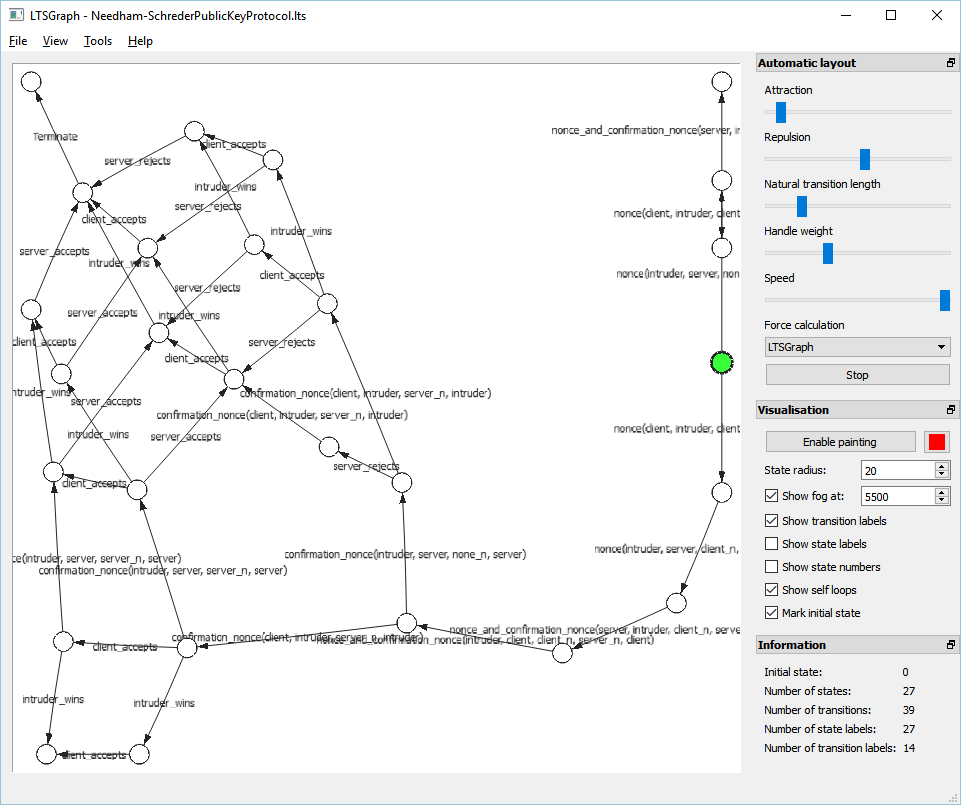 LTSGraph - Needham-SchrederPublicKeyProtocol.lts
File View Tools Help
Terminate
client_accepts
server_rejects
nonce_and_confirmation_nonce(server, in
intruder_wins
server_rejects
client_accepts
nonce(client, intruder, client
intruder_wins
server_accepts
intruder_wins
client_accepts
nonce(intruder, server, non
server_rejects
server_accepts
intruder_wins
client_accepts
server_rejects
client_accepts
intruder_wins
confirmation_nonce(client, intruder, server_n, intruder)
server_accepts
confirmation_nonce(client, intruder, server_n, intruder)
nonce(client, intruder, client
intruder_wins
server_accepts
server_rejects
client_accepts
nonce(intruder, server, client_n,
confirmation_nonce(intruder, server, none_n, server)
ce(intruder, server, server_n, server)
confirmation_nonce(intruder, server, server_n, server)
nonce_and_confirmation_nonce(server, intruder, client_n, serve
confirmation_nonce(client, intruder, server_n, intruder)
nonce_and_confirmation_nonce(intruder, client, client_n, server_n, client)
client_accepts
intruder_wins
intruder_wins
client_accepts
Automatic layout
Attraction
Repulsion
Natural transition length
Handle weight
Speed
Force calculation
LTSGraph
Stop
Visualisation
Enable painting
State radius: 20
Show fog at: 5500
Show transition labels
Show state labels
Show state numbers
Show self loops
Mark initial state
Information
Initial state: 0
Number of states: 27
Number of transitions: 39
Number of state labels: 27
Number of transition labels: 14